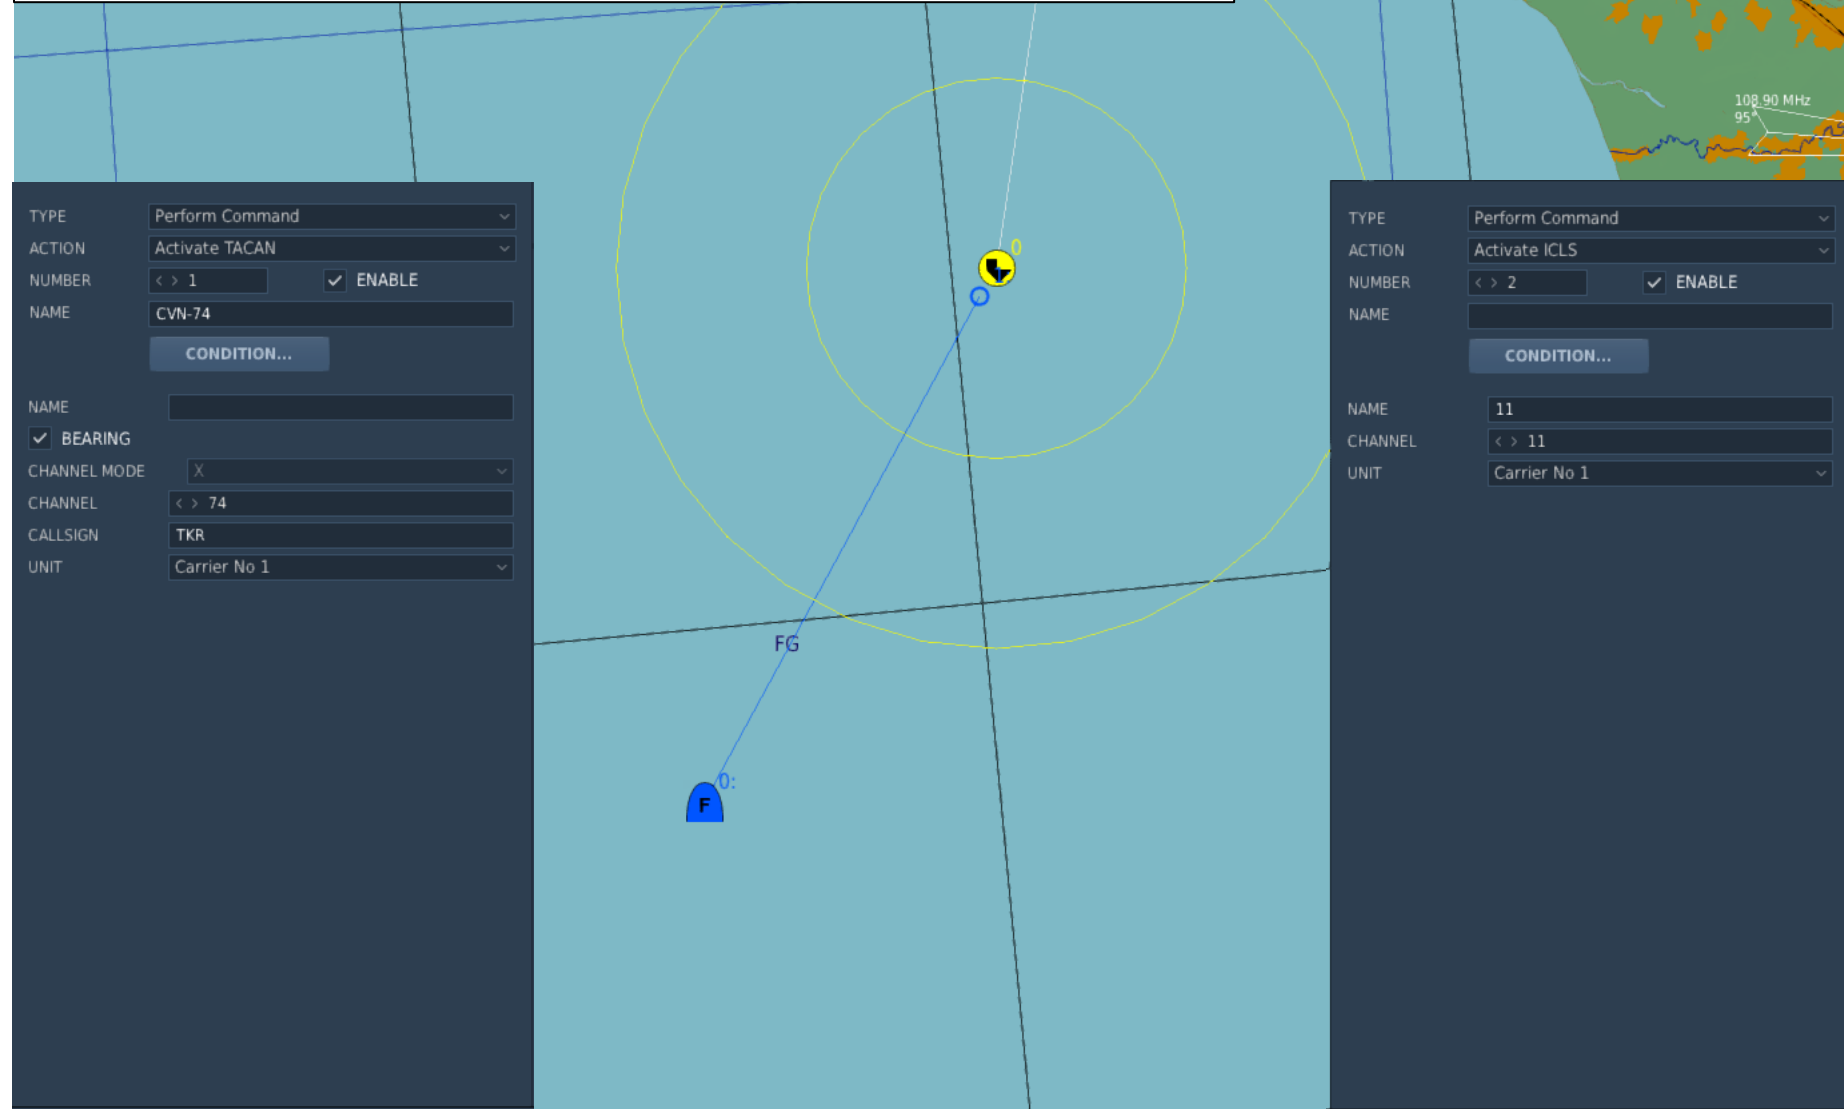 108.90 MHz
95°
TYPE Perform Command
ACTION Activate TACAN
NUMBER < > 1 ENABLE
NAME CVN-74
CONDITION...
NAME
BEARING
CHANNEL MODE X
CHANNEL < > 74
CALLSIGN TKR
UNIT Carrier No 1
0
1
FG
0:
F
TYPE Perform Command
ACTION Activate ICLS
NUMBER < > 2 ENABLE
NAME
CONDITION...
NAME 11
CHANNEL < > 11
UNIT Carrier No 1